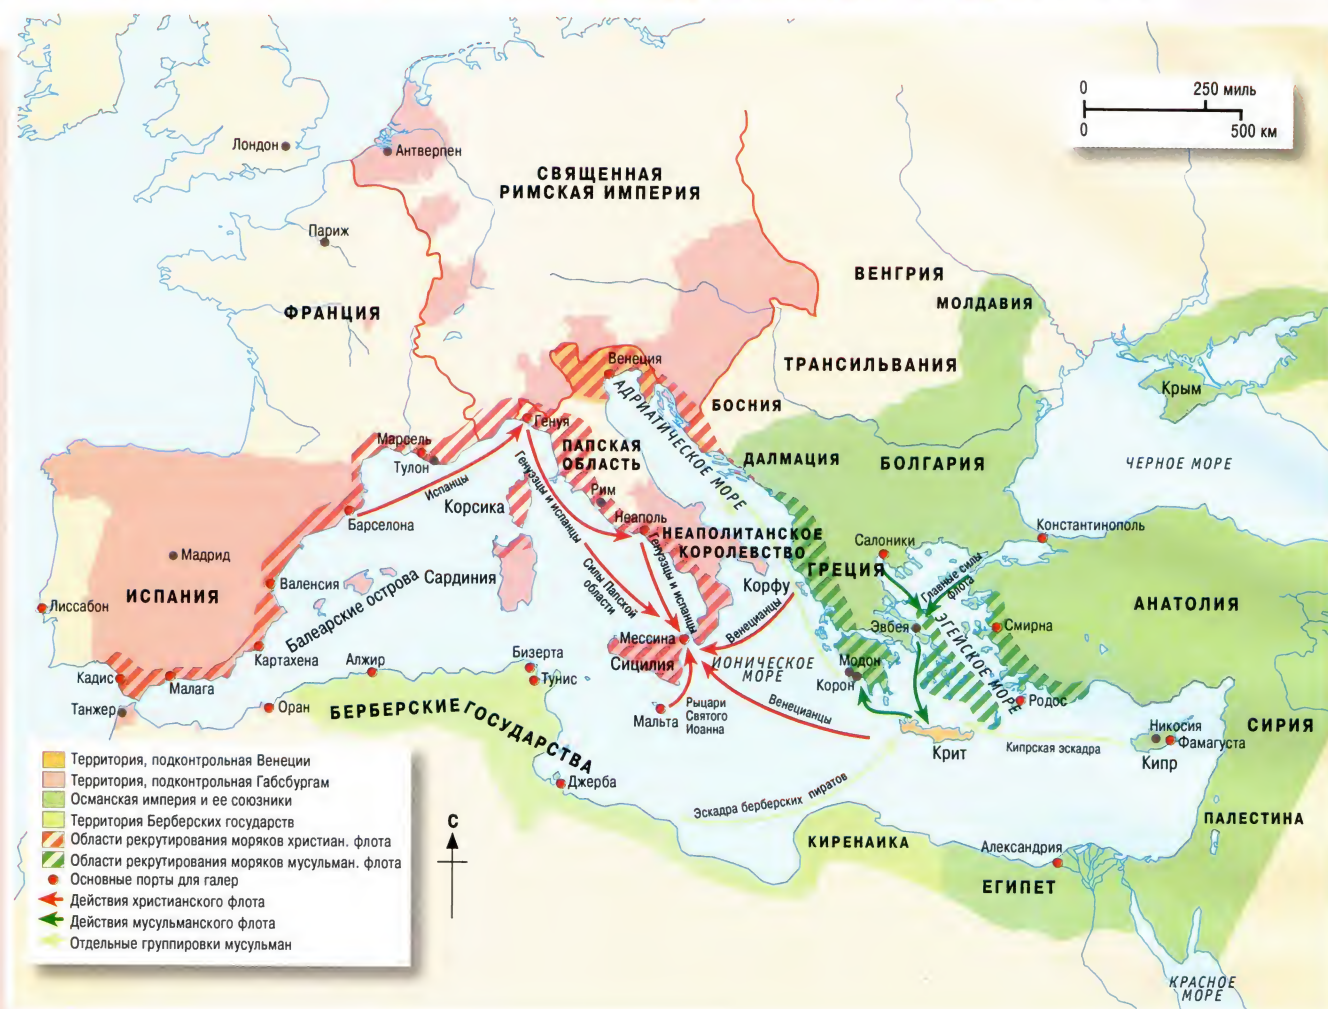 0 250 МИЛЬ
0 500 КМ
Лондон
Антверпен
СВЯЩЕННАЯ
РИМСКАЯ ИМПЕРИЯ
Париж
ФРАНЦИЯ
ВЕНГРИЯ
МОЛДАВИЯ
ТРАНСИЛЬВАНИЯ
Крым
Венеция
БОСНИЯ
АДРИАТИЧЕСКОЕ МОРЕ
Генуя
Марсель
Тулон
ПАПСКАЯ
ОБЛАСТЬ
ДАЛМАЦИЯ
БОЛГАРИЯ
ЧЕРНОЕ МОРЕ
Испанцы
Генуэзцы и испанцы
Корсика
Рим
Барселона
Неаполь
НЕАПОЛИТАНСКОЕ
КОРОЛЕВСТВО
Константинополь
Салоники
Мадрид
ИСПАНИЯ
Валенсия
Балеарские острова
Сардиния
Силы Папской
области
Генуэзцы и испанцы
Корфу
ГРЕЦИЯ
Главные силы
флота
АНАТОЛИЯ
Лиссабон
Картахена
Мессина
Сицилия
Венецианцы
Эвбея
ЭГЕЙСКОЕ МОРЕ
Смирна
Кадис
Малага
Алжир
Бизерта
Тунис
ИОНИЧЕСКОЕ
МОРЕ
Модон
Корон
Родос
Танжер
Оран
БЕРБЕРСКИЕ ГОСУДАРСТВА
Мальта
Рыцари
Святого
Иоанна
Венецианцы
Крит
Кипрская эскадра
Никосия
Фамагуста
Кипр
СИРИЯ
Джерба
Эскадра берберских пиратов
КИРЕНАИКА
ПАЛЕСТИНА
Александрия
ЕГИПЕТ
КРАСНОЕ
МОРЕ
С
Территория, подконтрольная Венеции
Территория, подконтрольная Габсбургам
Османская империя и ее союзники
Территория Берберских государств
Области рекрутирования моряков христиан. флота
Области рекрутирования моряков мусульман. флота
Основные порты для галер
Действия христианского флота
Действия мусульманского флота
Отдельные группировки мусульман